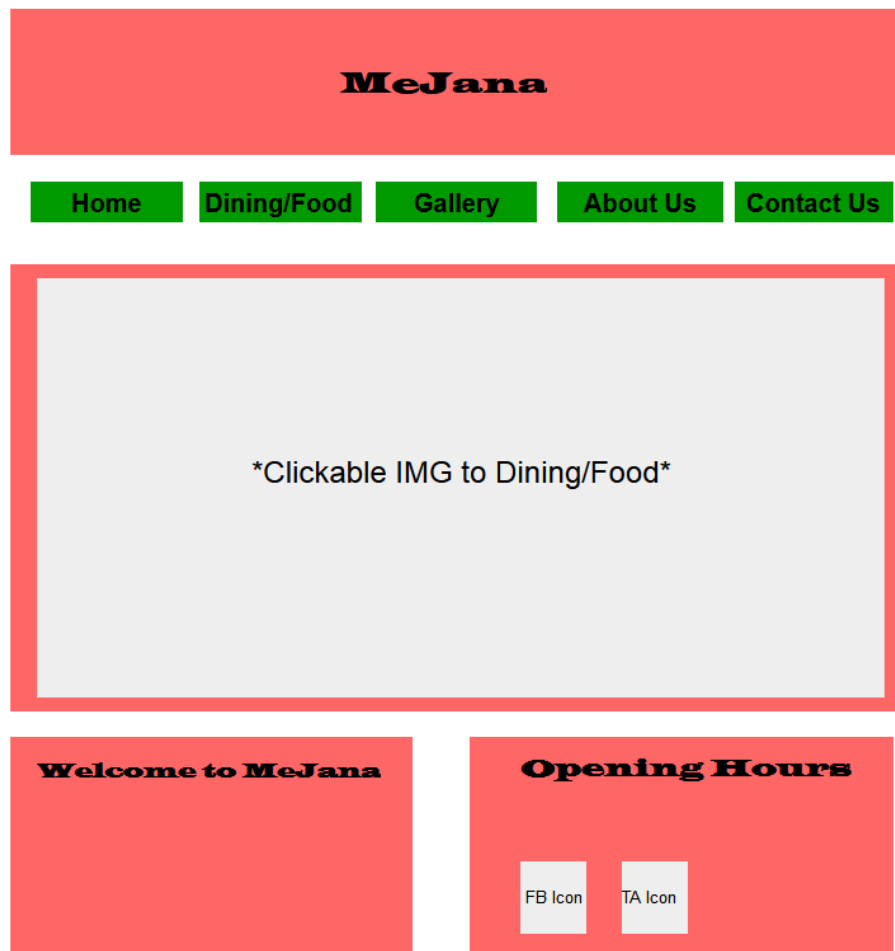 MeJana
Home Dining/Food Gallery About Us Contact Us
*Clickable IMG to Dining/Food*
Welcome to MeJana
Opening Hours
FB Icon TA Icon